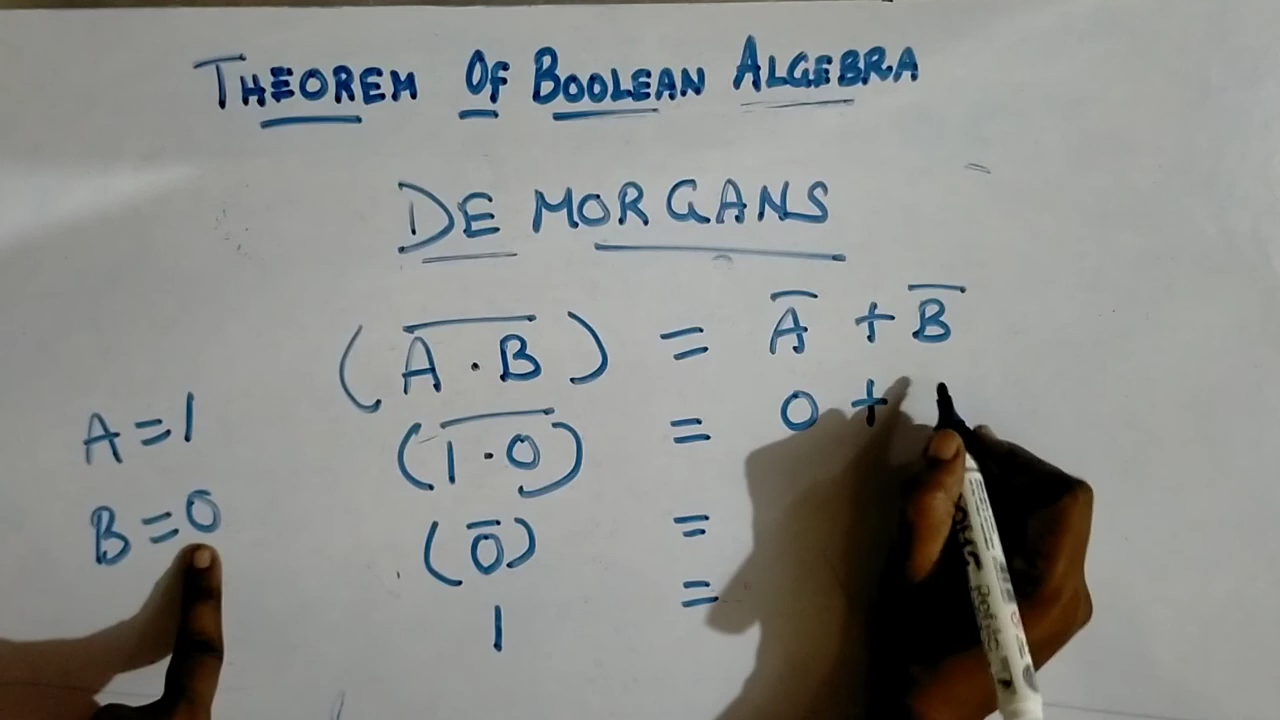 THEOREM OF BOOLEAN ALGEBRA
DE MORGANS
(A̅ ̅·̅ ̅B̅) = A̅ + B̅
A=1
(1̅ ̅·̅ ̅0̅) = 0 +
B=0
(0̅) =
1 =